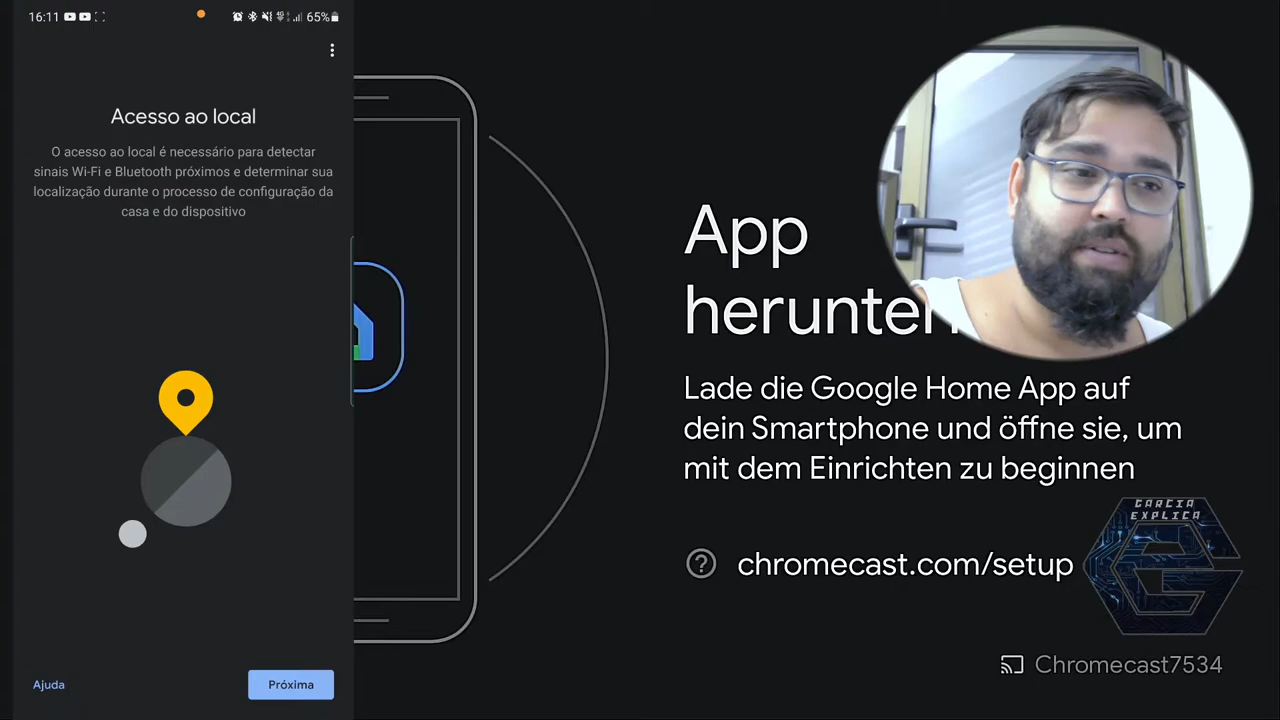 16:11
65%
Acesso ao local
O acesso ao local é necessário para detectar
sinais Wi-Fi e Bluetooth próximos e determinar sua
localização durante o processo de configuração da
casa e do dispositivo
Ajuda
Próxima
App
herunter
Lade die Google Home App auf
dein Smartphone und öffne sie, um
mit dem Einrichten zu beginnen
chromecast.com/setup
GARCIA
EXPLICA
Chromecast7534